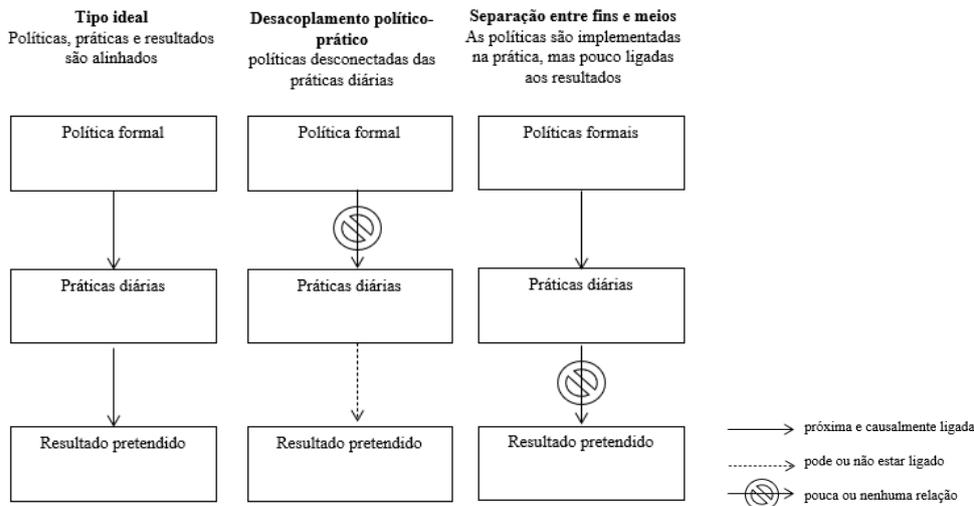 Tipo ideal
Políticas, práticas e resultados
são alinhados
Desacoplamento político-
prático
políticas desconectadas das
práticas diárias
Separação entre fins e meios
As políticas são implementadas
na prática, mas pouco ligadas
aos resultados
Política formal
Política formal
Políticas formais
Práticas diárias
Práticas diárias
Práticas diárias
Resultado pretendido
Resultado pretendido
Resultado pretendido
próxima e causalmente ligada
pode ou não estar ligado
pouca ou nenhuma relação